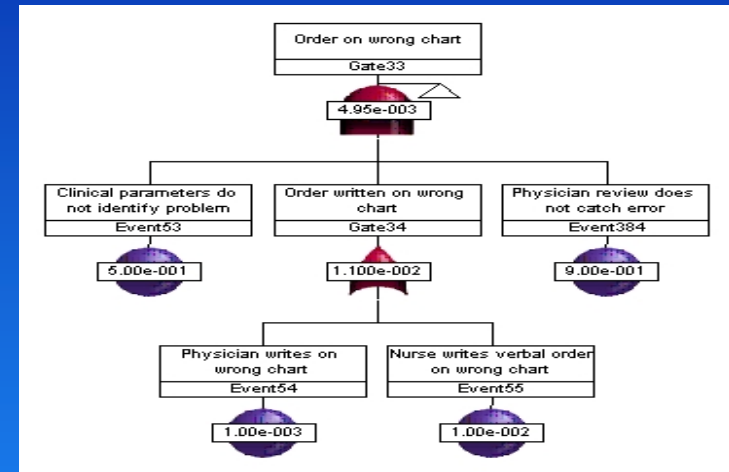 Order on wrong chart
Gate33
4.95e-003
Clinical parameters do
not identify problem
Event53
5.00e-001
Order written on wrong
chart
Gate34
1.100e-002
Physician review does
not catch error
Event384
9.00e-001
Physician writes on
wrong chart
Event54
1.00e-003
Nurse writes verbal order
on wrong chart
Event55
1.00e-002